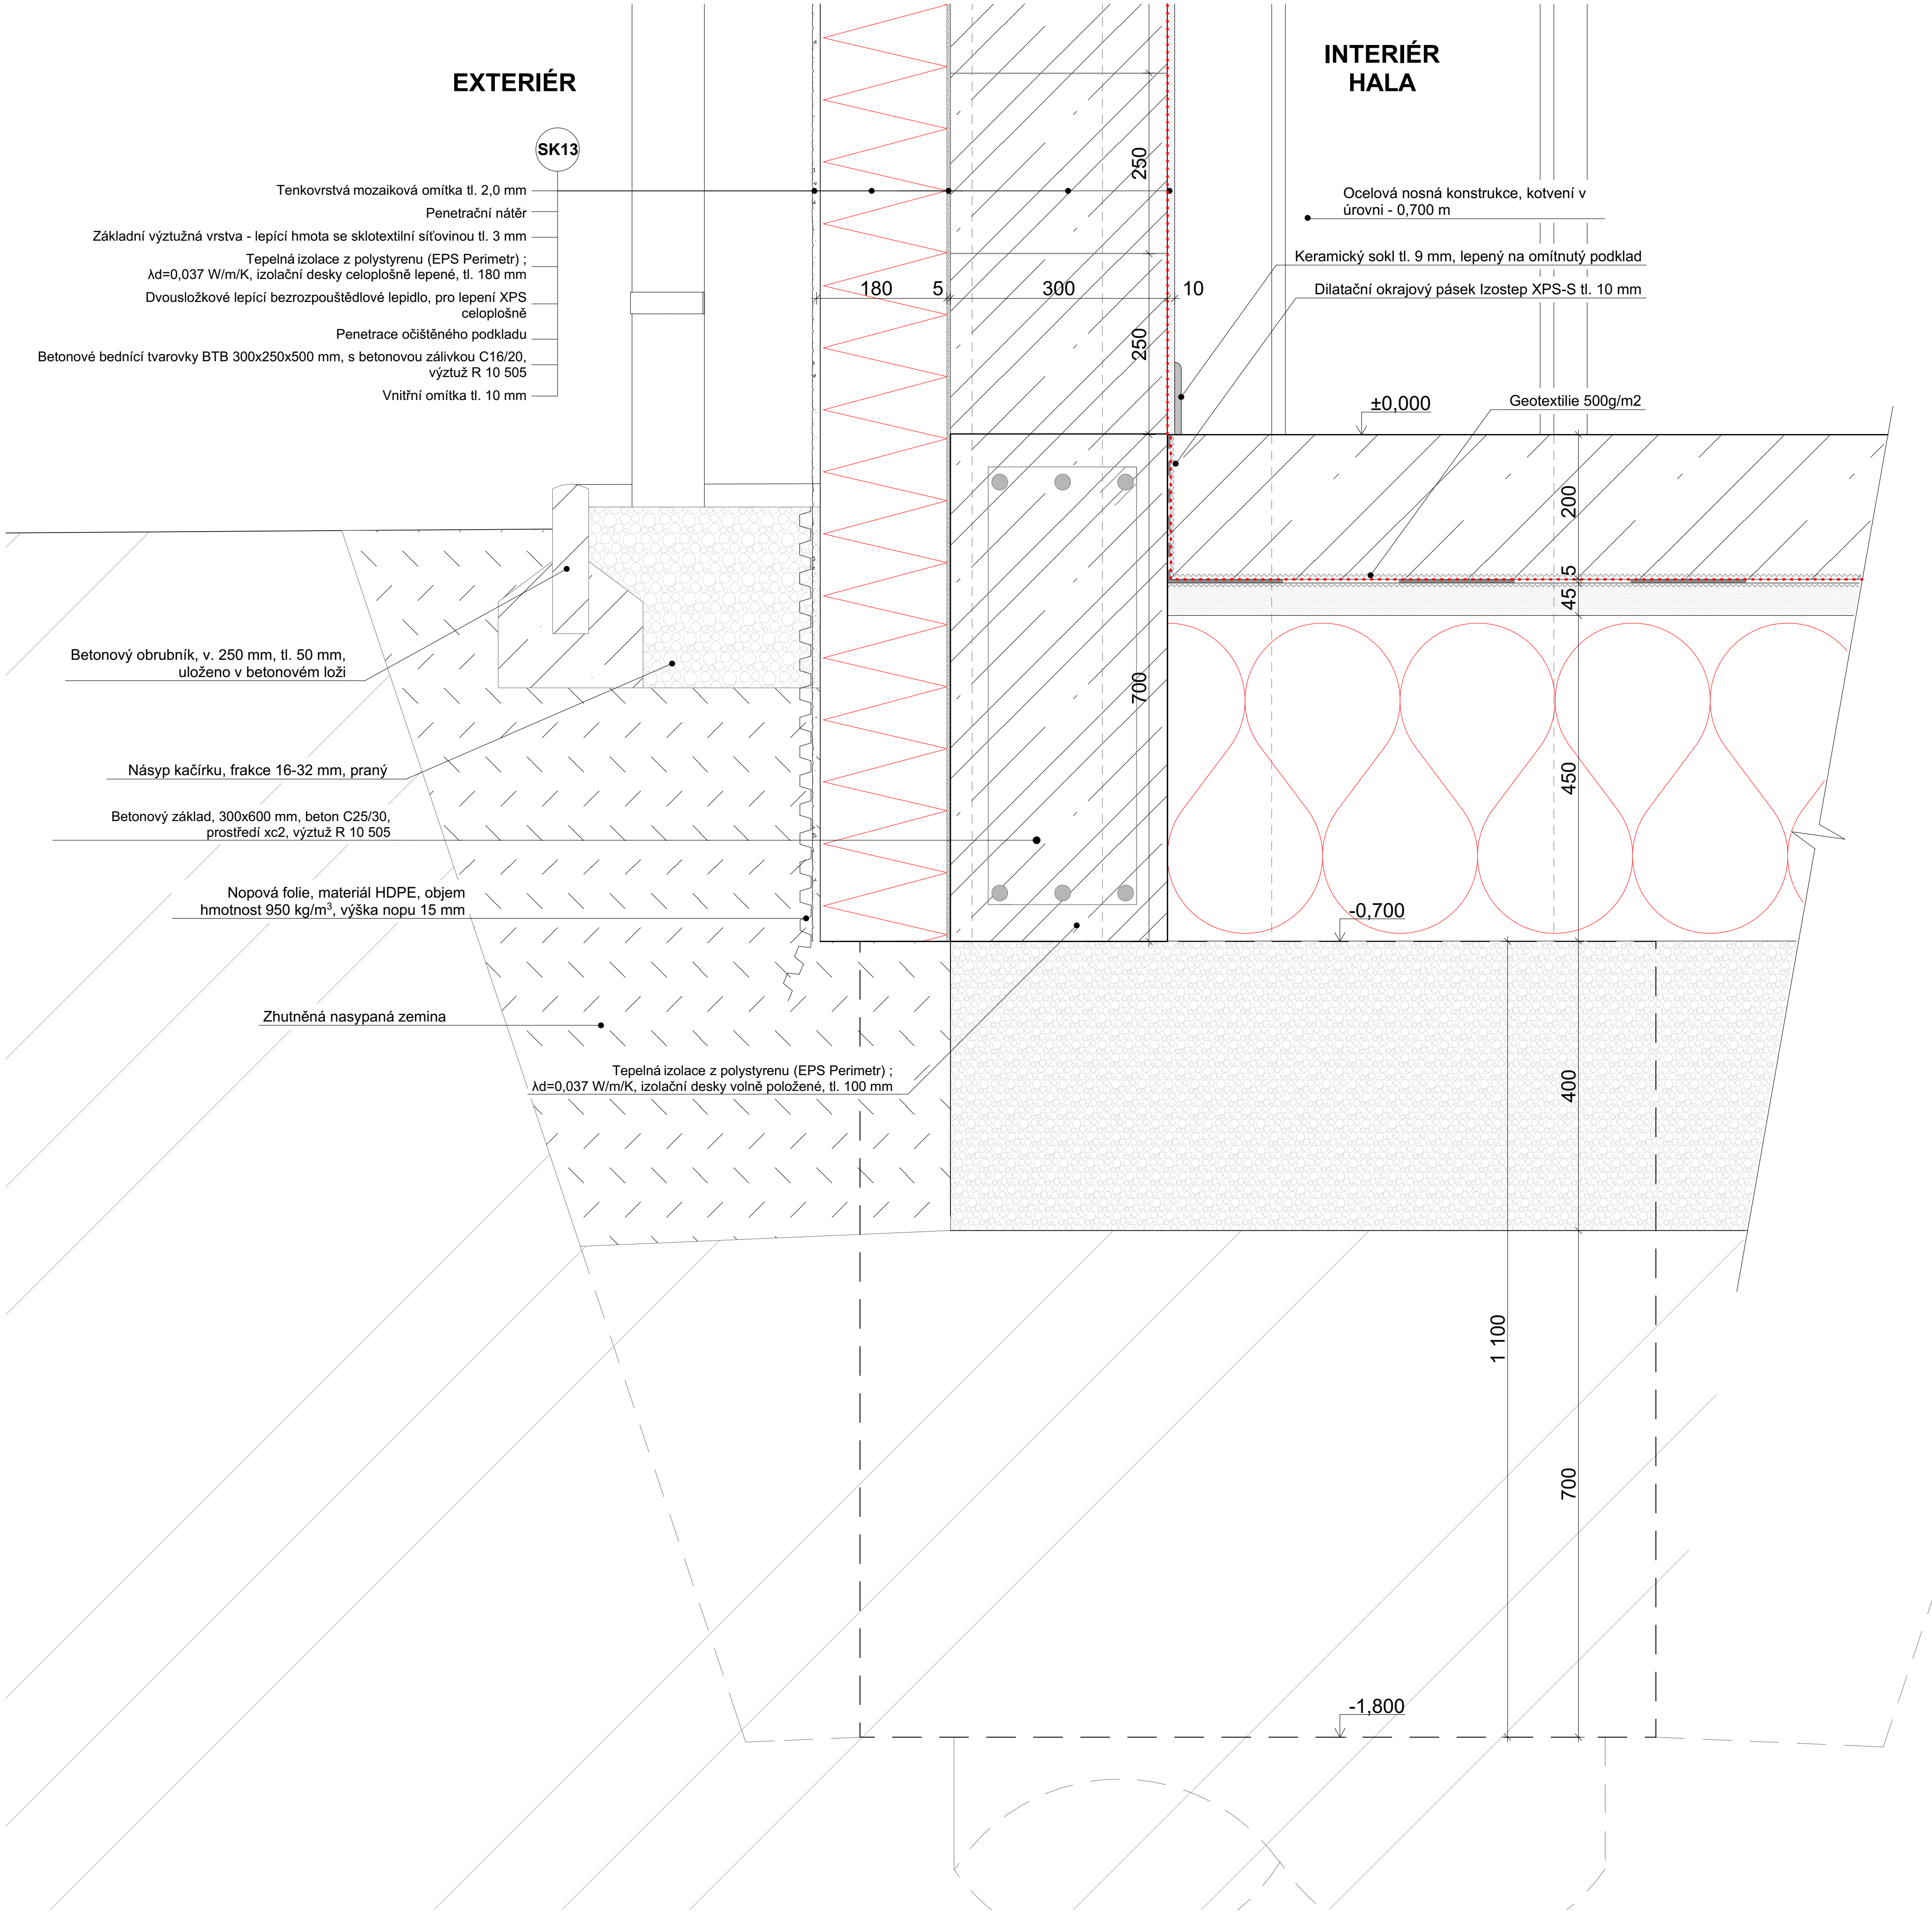 EXTERIÉR
INTERIÉR
HALA
SK13
Tenkovrstvá mozaiková omítka tl. 2,0 mm
Penetrační nátěr
Základní výztužná vrstva - lepící hmota se sklotextilní síťovinou tl. 3 mm
Tepelná izolace z polystyrenu (EPS Perimetr) ;
λd=0,037 W/m/K, izolační desky celoplošně lepené, tl. 180 mm
Dvousložkové lepící bezrozpouštědlové lepidlo, pro lepení XPS
celoplošně
Penetrace očištěného podkladu
Betonové bednící tvarovky BTB 300x250x500 mm, s betonovou zálivkou C16/20,
výztuž R 10 505
Vnitřní omítka tl. 10 mm
Ocelová nosná konstrukce, kotvení v
úrovni - 0,700 m
Keramický sokl tl. 9 mm, lepený na omítnutý podklad
Dilatační okrajový pásek Izostep XPS-S tl. 10 mm
Geotextilie 500g/m2
180
5
300
10
250
250
±0,000
200
5
45
700
450
Betonový obrubník, v. 250 mm, tl. 50 mm,
uloženo v betonovém loži
Násyp kačírku, frakce 16-32 mm, praný
Betonový základ, 300x600 mm, beton C25/30,
prostředí xc2, výztuž R 10 505
Nopová folie, materiál HDPE, objem
hmotnost 950 kg/m³, výška nopu 15 mm
-0,700
Zhutněná nasypaná zemina
Tepelná izolace z polystyrenu (EPS Perimetr) ;
λd=0,037 W/m/K, izolační desky volně položené, tl. 100 mm
400
1 100
700
-1,800